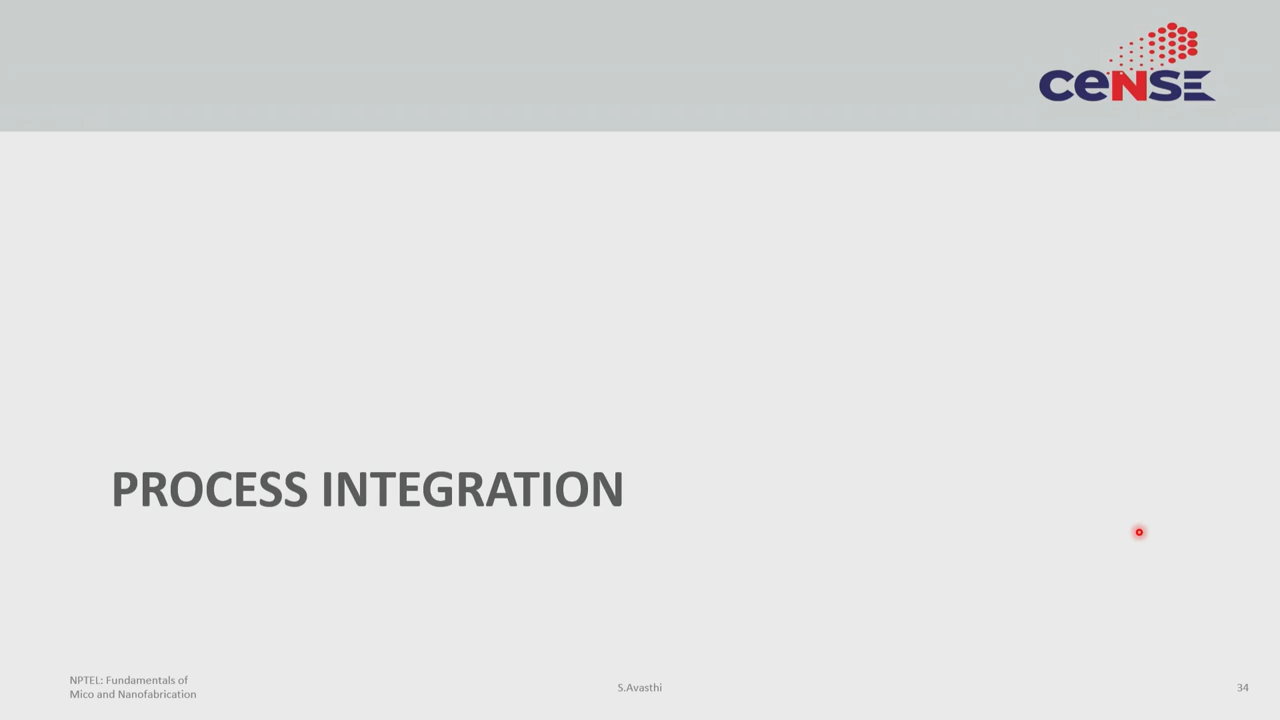 ceNSE
PROCESS INTEGRATION
NPTEL: Fundamentals of
Mico and Nanofabrication
S.Avasthi
34